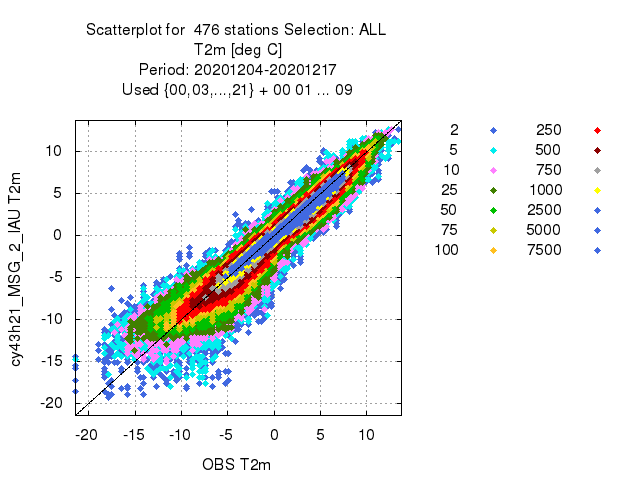 Scatterplot for 476 stations Selection: ALL
T2m [deg C]
Period: 20201204-20201217
Used {00,03,...,21} + 00 01 ... 09
cy43h21_MSG_2_IAU T2m
10
5
0
-5
-10
-15
-20
-20 -15 -10 -5 0 5 10
OBS T2m
2 250
5 500
10 750
25 1000
50 2500
75 5000
100 7500